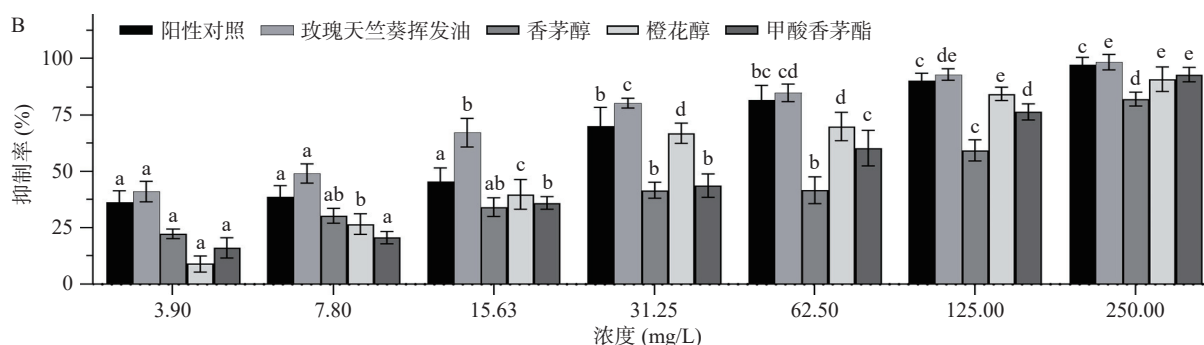 B
阳性对照 玫瑰天竺葵挥发油 香茅醇 橙花醇 甲酸香茅酯
抑制率 (%)
100
75
50
25
0
a a a a a
a a ab b a
a b ab c b
b c b d b
bc cd b d c
c de c e d
c e d e e
3.90 7.80 15.63 31.25 62.50 125.00 250.00
浓度 (mg/L)